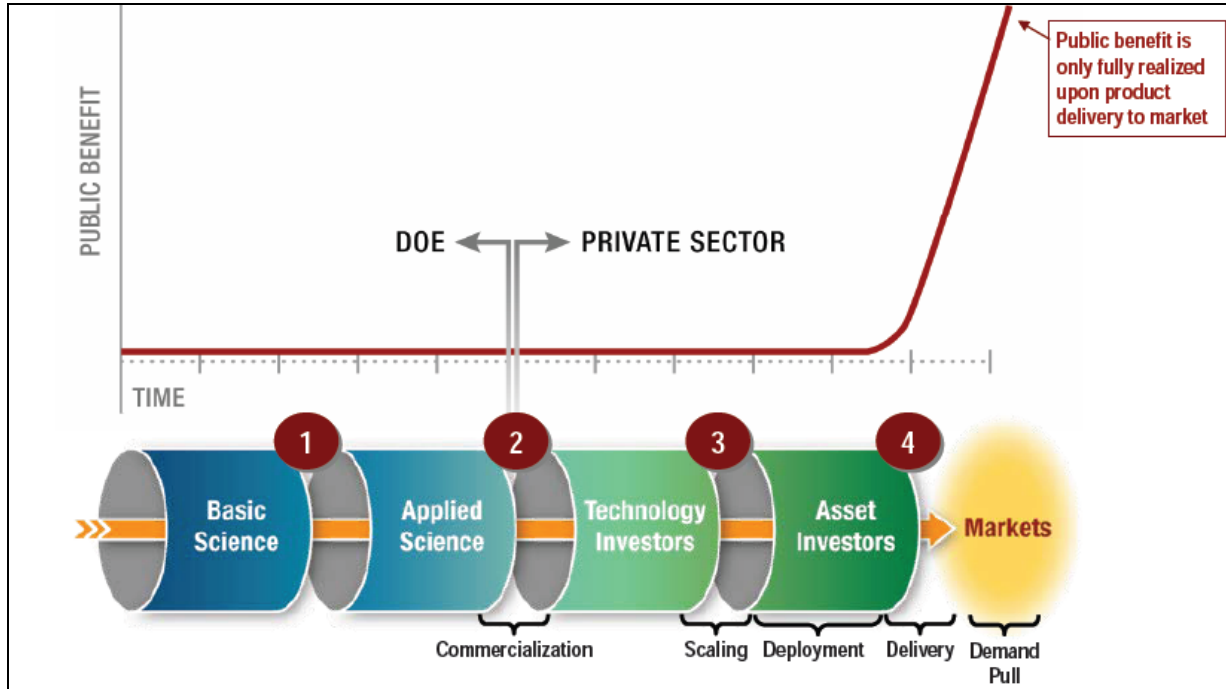 PUBLIC BENEFIT
Public benefit is
only fully realized
upon product
delivery to market
DOE
PRIVATE SECTOR
TIME
1
2
3
4
Basic
Science
Applied
Science
Technology
Investors
Asset
Investors
Markets
Commercialization
Scaling
Deployment
Delivery
Demand
Pull